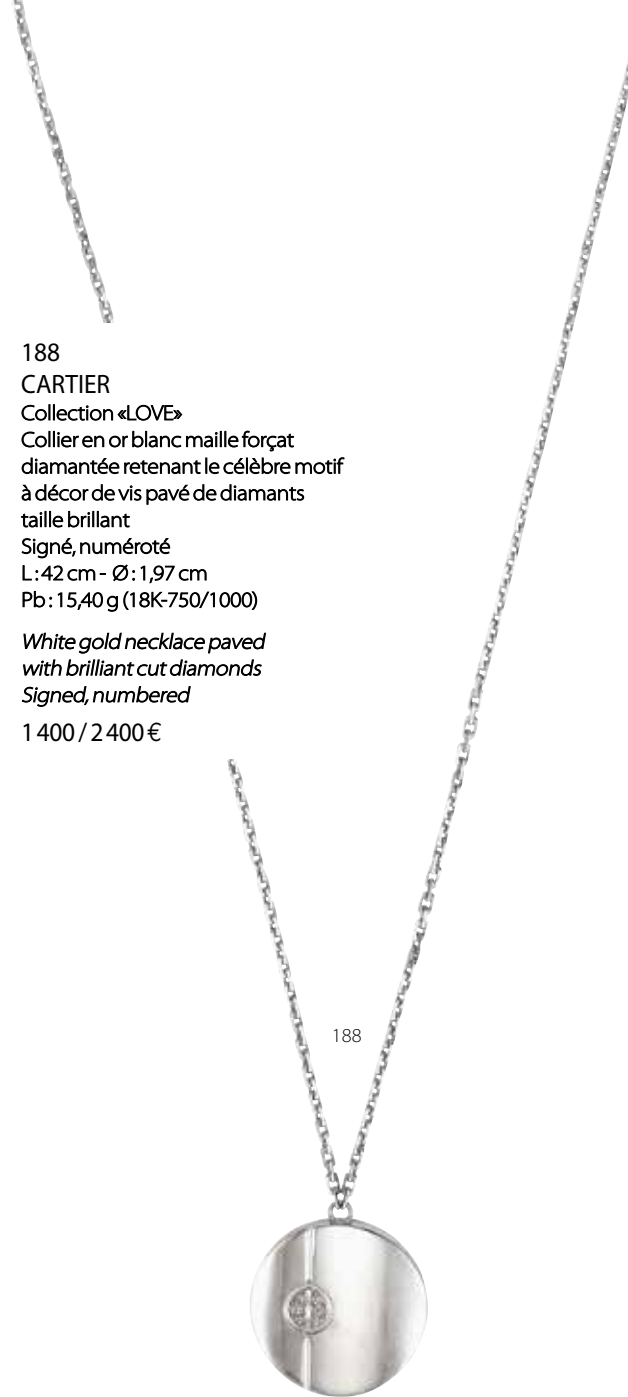 188
CARTIER
Collection «LOVE»
Collier en or blanc maille forçat
diamantée retenant le célèbre motif
à décor de vis pavé de diamants
taille brillant
Signé, numéroté
L : 42 cm - Ø : 1,97 cm
Pb : 15,40 g (18K-750/1000)
White gold necklace paved
with brilliant cut diamonds
Signed, numbered
1 400 / 2 400 €
188